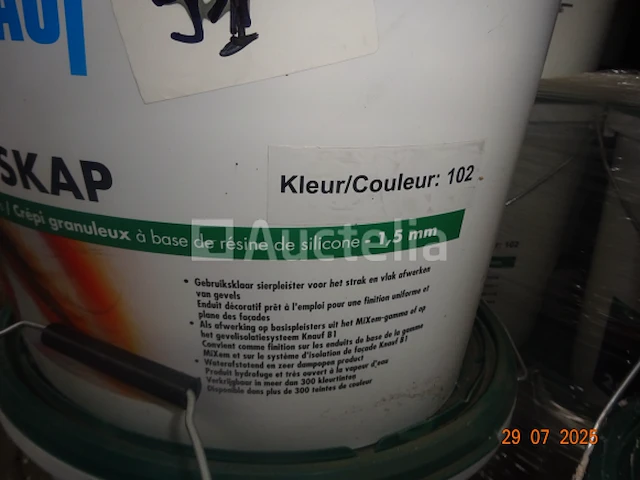 SKAP
Kleur/Couleur: 102
/ Crépi granuleux à base de résine de silicone - 1,5 mm
Auctelia
• Gebruiksklaar sierpleister voor het strak en vlak afwerken
van gevels
Enduit décoratif prêt à l'emploi pour une finition uniforme et
plane des façades
• Als afwerking op basispleisters uit het MiXem-gamma of op
het gevelisolatiesysteem Knauf B1
Convient comme finition sur les enduits de base de la gamme
MiXem et sur le système d'isolation de façade Knauf B1
• Waterafstotend en zeer dampopen product
Produit hydrofuge et très ouvert à la vapeur d'eau
Verkrijgbaar in meer dan 300 kleurtinten
Disponible dans plus de 300 teintes de couleur
29 07 2025